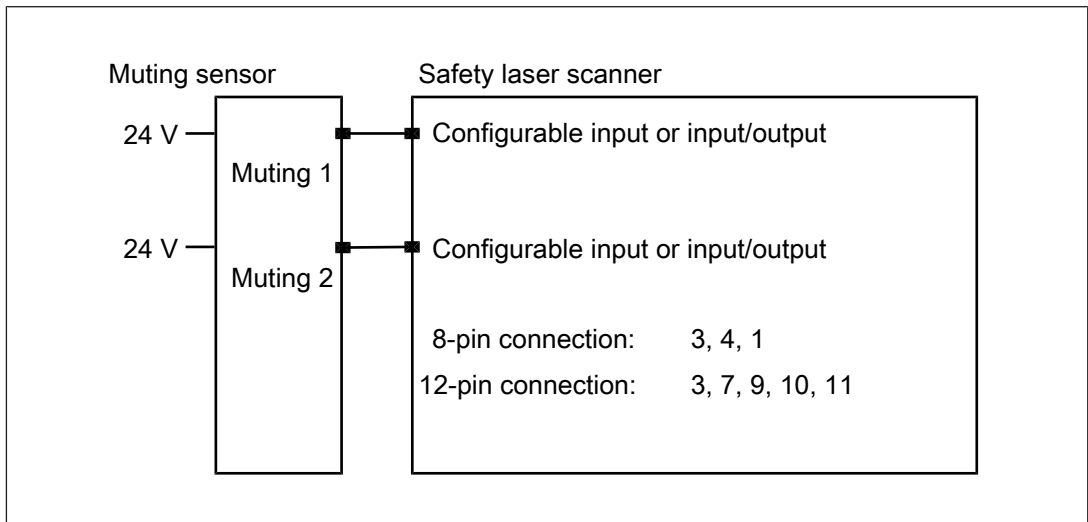 Muting sensor Safety laser scanner
24 V Configurable input or input/output
Muting 1
24 V Configurable input or input/output
Muting 2
8-pin connection: 3, 4, 1
12-pin connection: 3, 7, 9, 10, 11